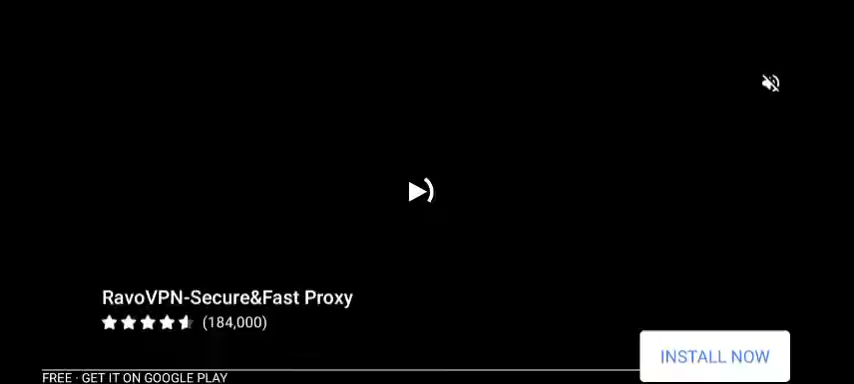 RavoVPN-Secure&Fast Proxy
(184,000)
INSTALL NOW
FREE · GET IT ON GOOGLE PLAY